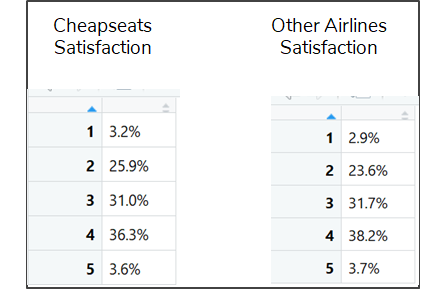 Cheapseats
Satisfaction
1 3.2%
2 25.9%
3 31.0%
4 36.3%
5 3.6%
Other Airlines
Satisfaction
1 2.9%
2 23.6%
3 31.7%
4 38.2%
5 3.7%